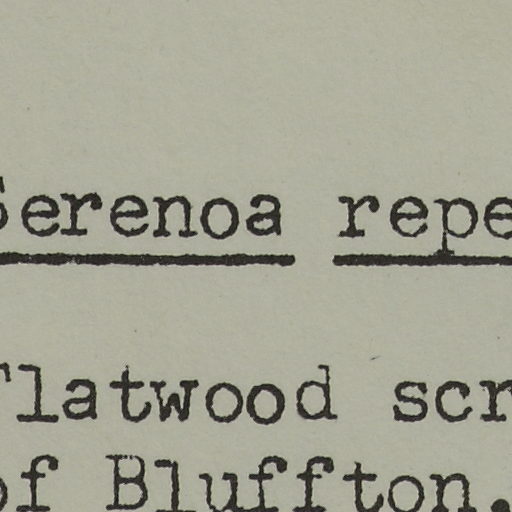 Serenoa repe
Flatwood scr
of Bluffton.